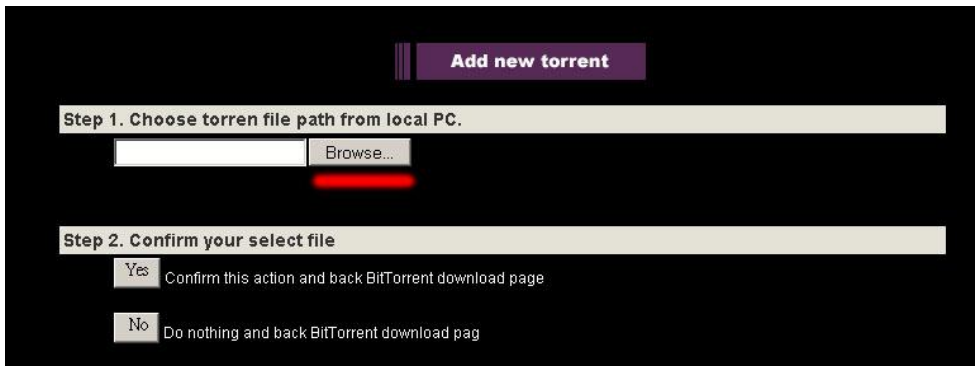 Add new torrent
Step 1. Choose torren file path from local PC.
Browse...
Step 2. Confirm your select file
Yes Confirm this action and back BitTorrent download page
No Do nothing and back BitTorrent download pag